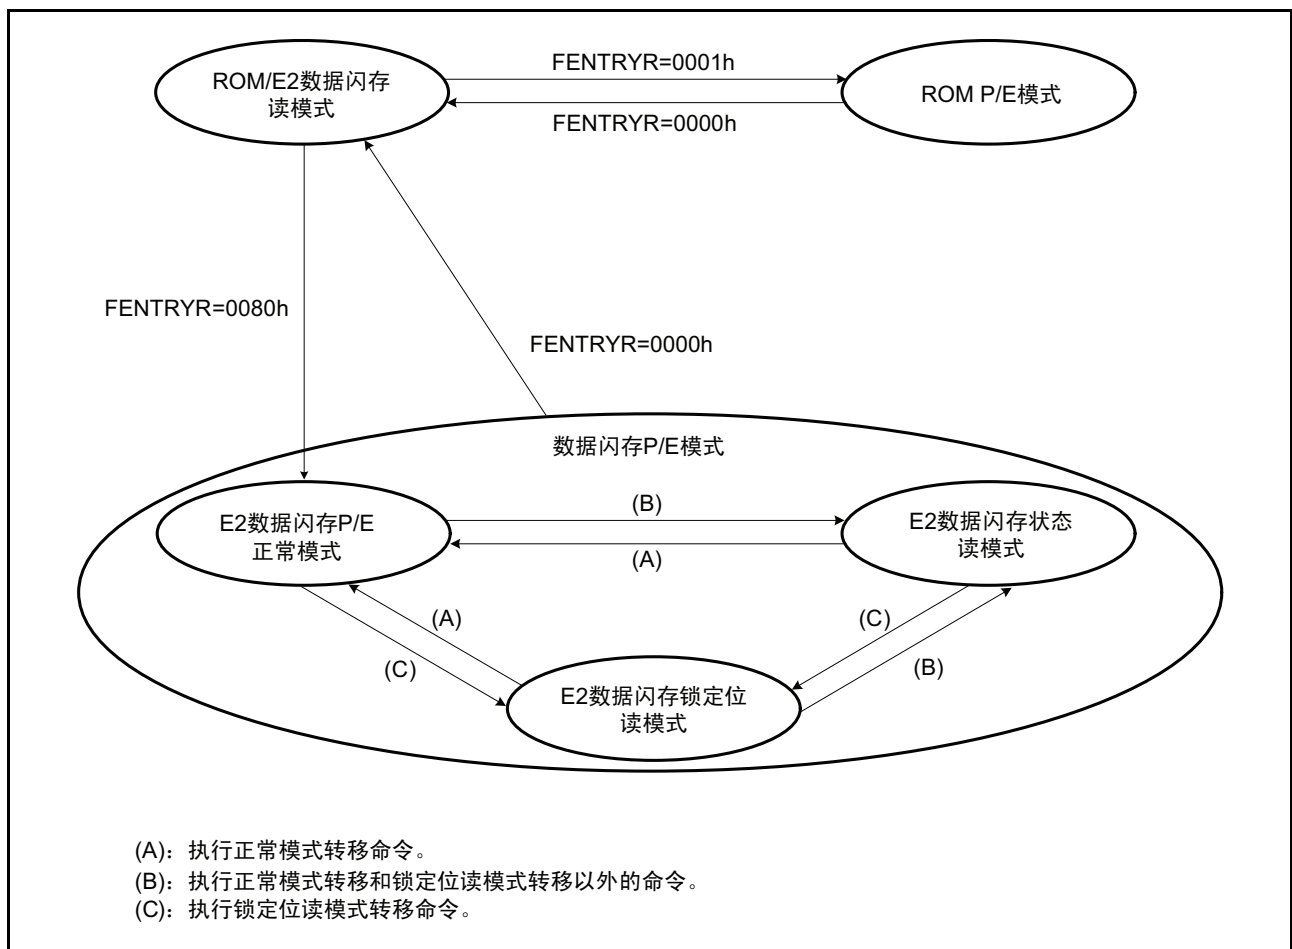 ROM/E2数据闪存
读模式
FENTRYR=0001h
FENTRYR=0000h
ROM P/E模式
FENTRYR=0080h
FENTRYR=0000h
数据闪存P/E模式
E2数据闪存P/E
正常模式
(B)
(A)
E2数据闪存状态
读模式
(A)
(C)
(C)
(B)
E2数据闪存锁定位
读模式
(A)：执行正常模式转移命令。
(B)：执行正常模式转移和锁定位读模式转移以外的命令。
(C)：执行锁定位读模式转移命令。